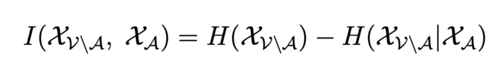 I(𝒳_{𝒱\𝒜}, 𝒳_𝒜) = H(𝒳_{𝒱\𝒜}) − H(𝒳_{𝒱\𝒜}|𝒳_𝒜)